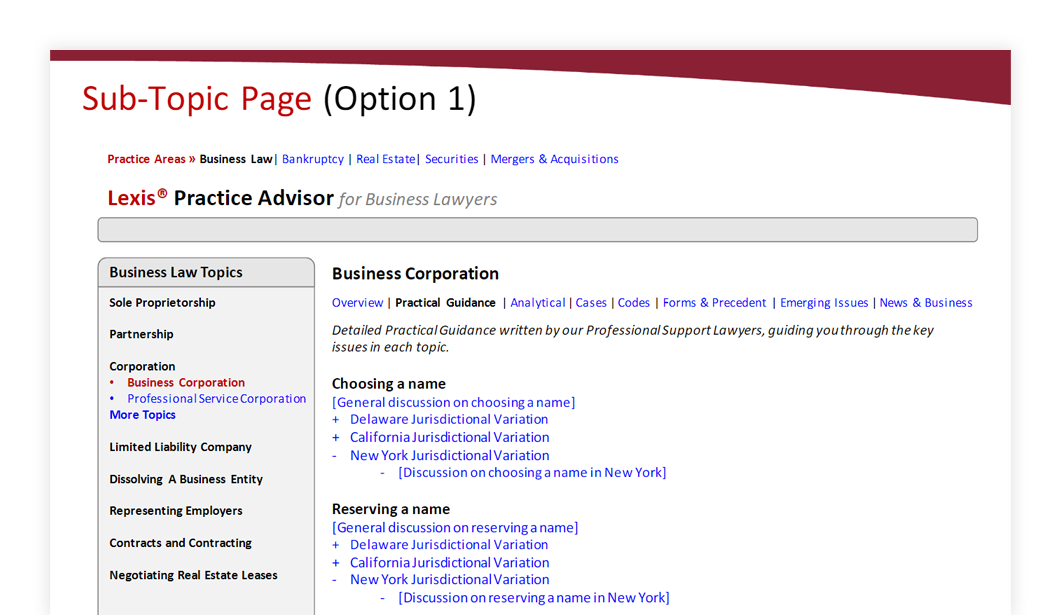 Sub-Topic Page (Option 1)
Practice Areas » Business Law| Bankruptcy | Real Estate| Securities | Mergers & Acquisitions
Lexis® Practice Advisor for Business Lawyers
Business Law Topics
Sole Proprietorship
Partnership
Corporation
• Business Corporation
• Professional Service Corporation
More Topics
Limited Liability Company
Dissolving A Business Entity
Representing Employers
Contracts and Contracting
Negotiating Real Estate Leases
Business Corporation
Overview | Practical Guidance | Analytical | Cases | Codes | Forms & Precedent | Emerging Issues | News & Business
Detailed Practical Guidance written by our Professional Support Lawyers, guiding you through the key
issues in each topic.
Choosing a name
[General discussion on choosing a name]
+ Delaware Jurisdictional Variation
+ California Jurisdictional Variation
- New York Jurisdictional Variation
- [Discussion on choosing a name in New York]
Reserving a name
[General discussion on reserving a name]
+ Delaware Jurisdictional Variation
+ California Jurisdictional Variation
- New York Jurisdictional Variation
- [Discussion on reserving a name in New York]